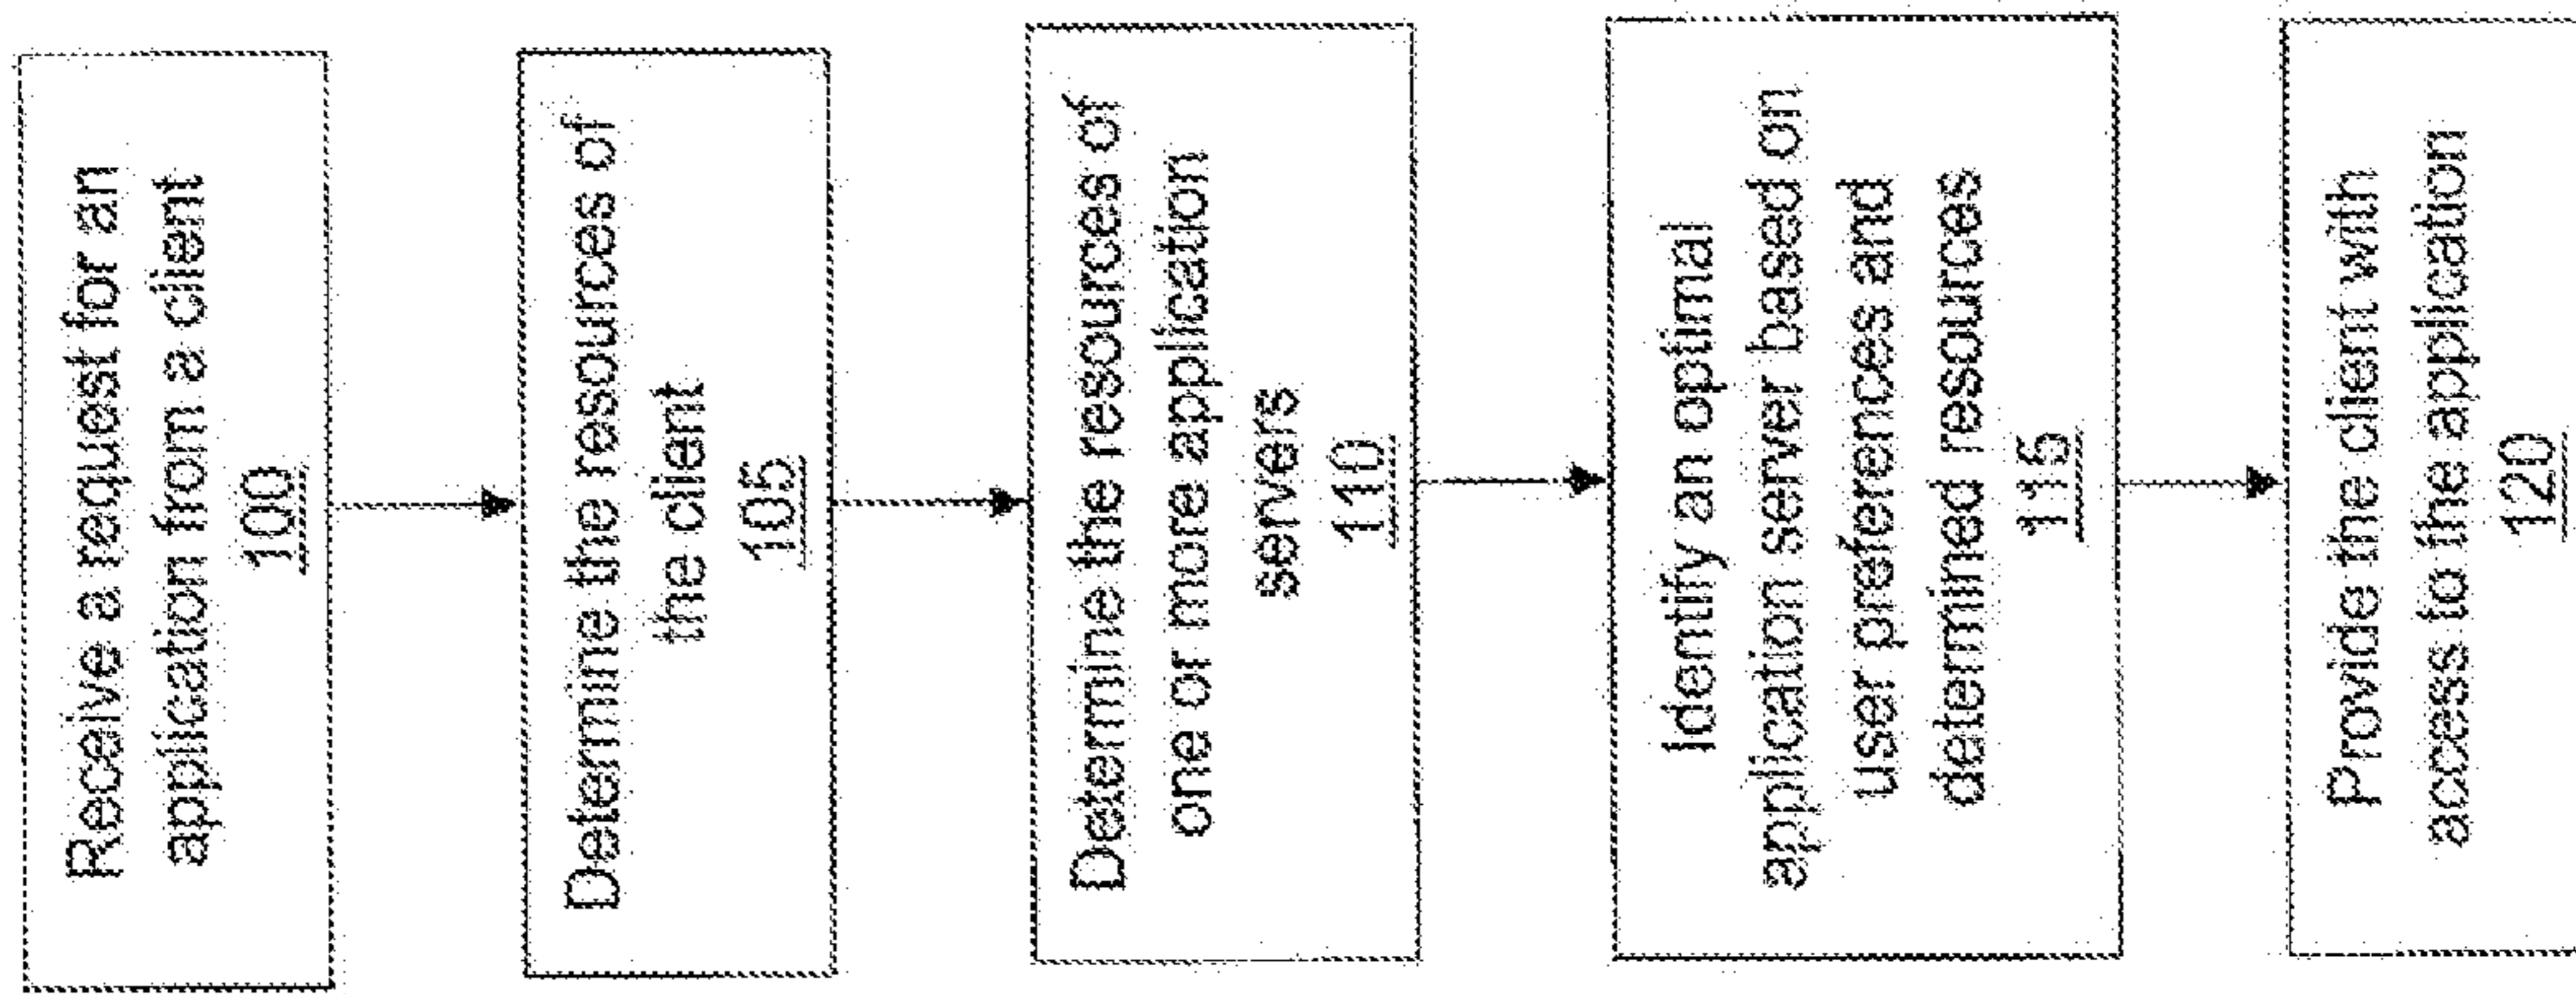 Receive a request for an
application from a client
100
Determine the resources of
the client
105
Determine the resources of
one or more application
servers
110
Identify an optimal
application server based on
user preferences and
determined resources
115
Provide the client with
access to the application
120